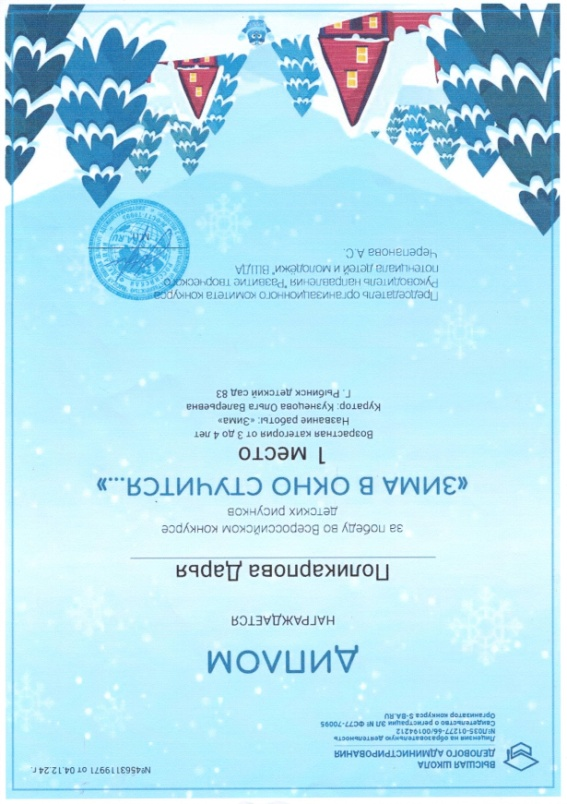 ВЫСШАЯ ШКОЛА
ДЕЛОВОГО АДМИНИСТРИРОВАНИЯ
Лицензия на образовательную деятельность
№Л035-01277-66/00194212
Свидетельство о регистрации № ЭЛ № ФС77-70095
Организатор конкурса S-BA.RU
№4563119971 от 04.12.24 г
ДИПЛОМ
НАГРАЖДАЕТСЯ
Поликарпова Дарья
за победу во Всероссийском конкурсе
детских рисунков
«ЗИМА В ОКНО СТУЧИТСЯ...»
1 МЕСТО
Возрастная категория от 3 до 4 лет
Название работы: «Зима»
Куратор: Кузнецова Ольга Валерьевна
Г. Рыбинск детский сад 83
Председатель организационного комитета конкурса
Руководитель направления "Развитие творческого
потенциала детей и молодежи" ВШДА
Черепанова А.С.